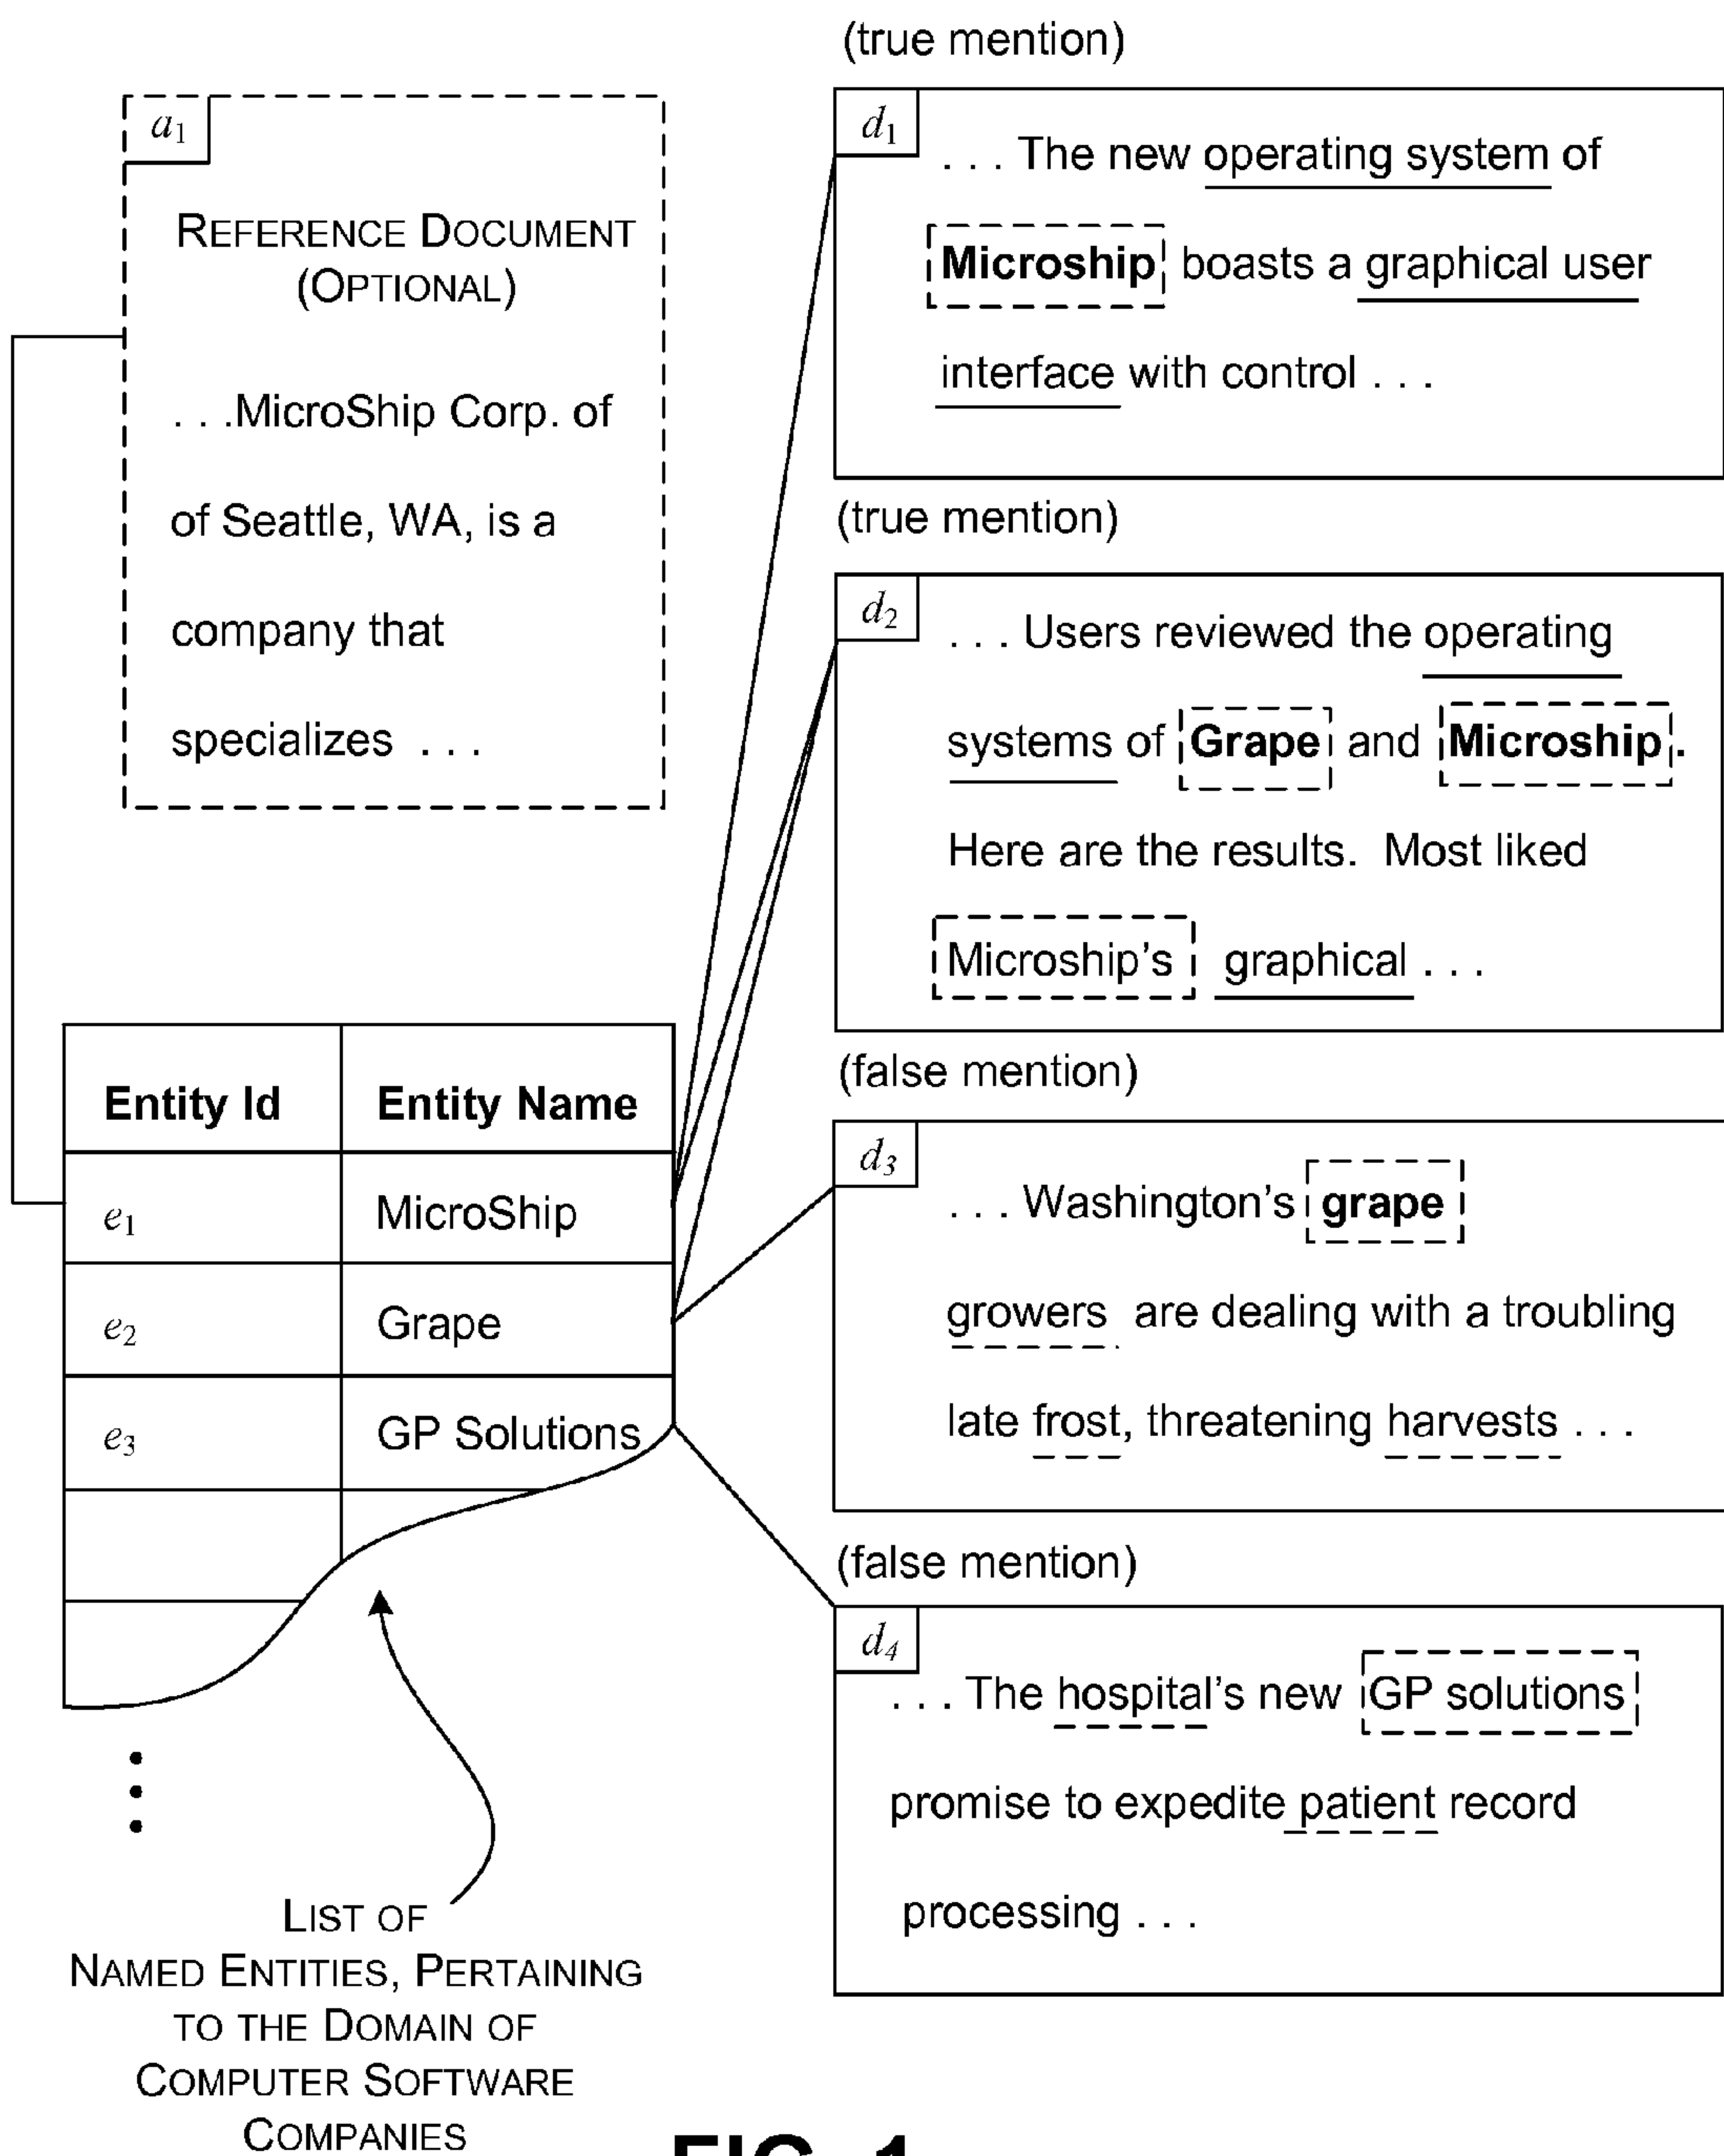 a1
REFERENCE DOCUMENT
(OPTIONAL)
. . .MicroShip Corp. of
of Seattle, WA, is a
company that
specializes . . .
Entity Id Entity Name
e1 MicroShip
e2 Grape
e3 GP Solutions
LIST OF
NAMED ENTITIES, PERTAINING
TO THE DOMAIN OF
COMPUTER SOFTWARE
COMPANIES
(true mention)
d1
. . . The new operating system of
Microship boasts a graphical user
interface with control . . .
(true mention)
d2
. . . Users reviewed the operating
systems of Grape and Microship.
Here are the results. Most liked
Microship's graphical . . .
(false mention)
d3
. . . Washington's grape
growers are dealing with a troubling
late frost, threatening harvests . . .
(false mention)
d4
. . . The hospital's new GP solutions
promise to expedite patient record
processing . . .
FIG. 1